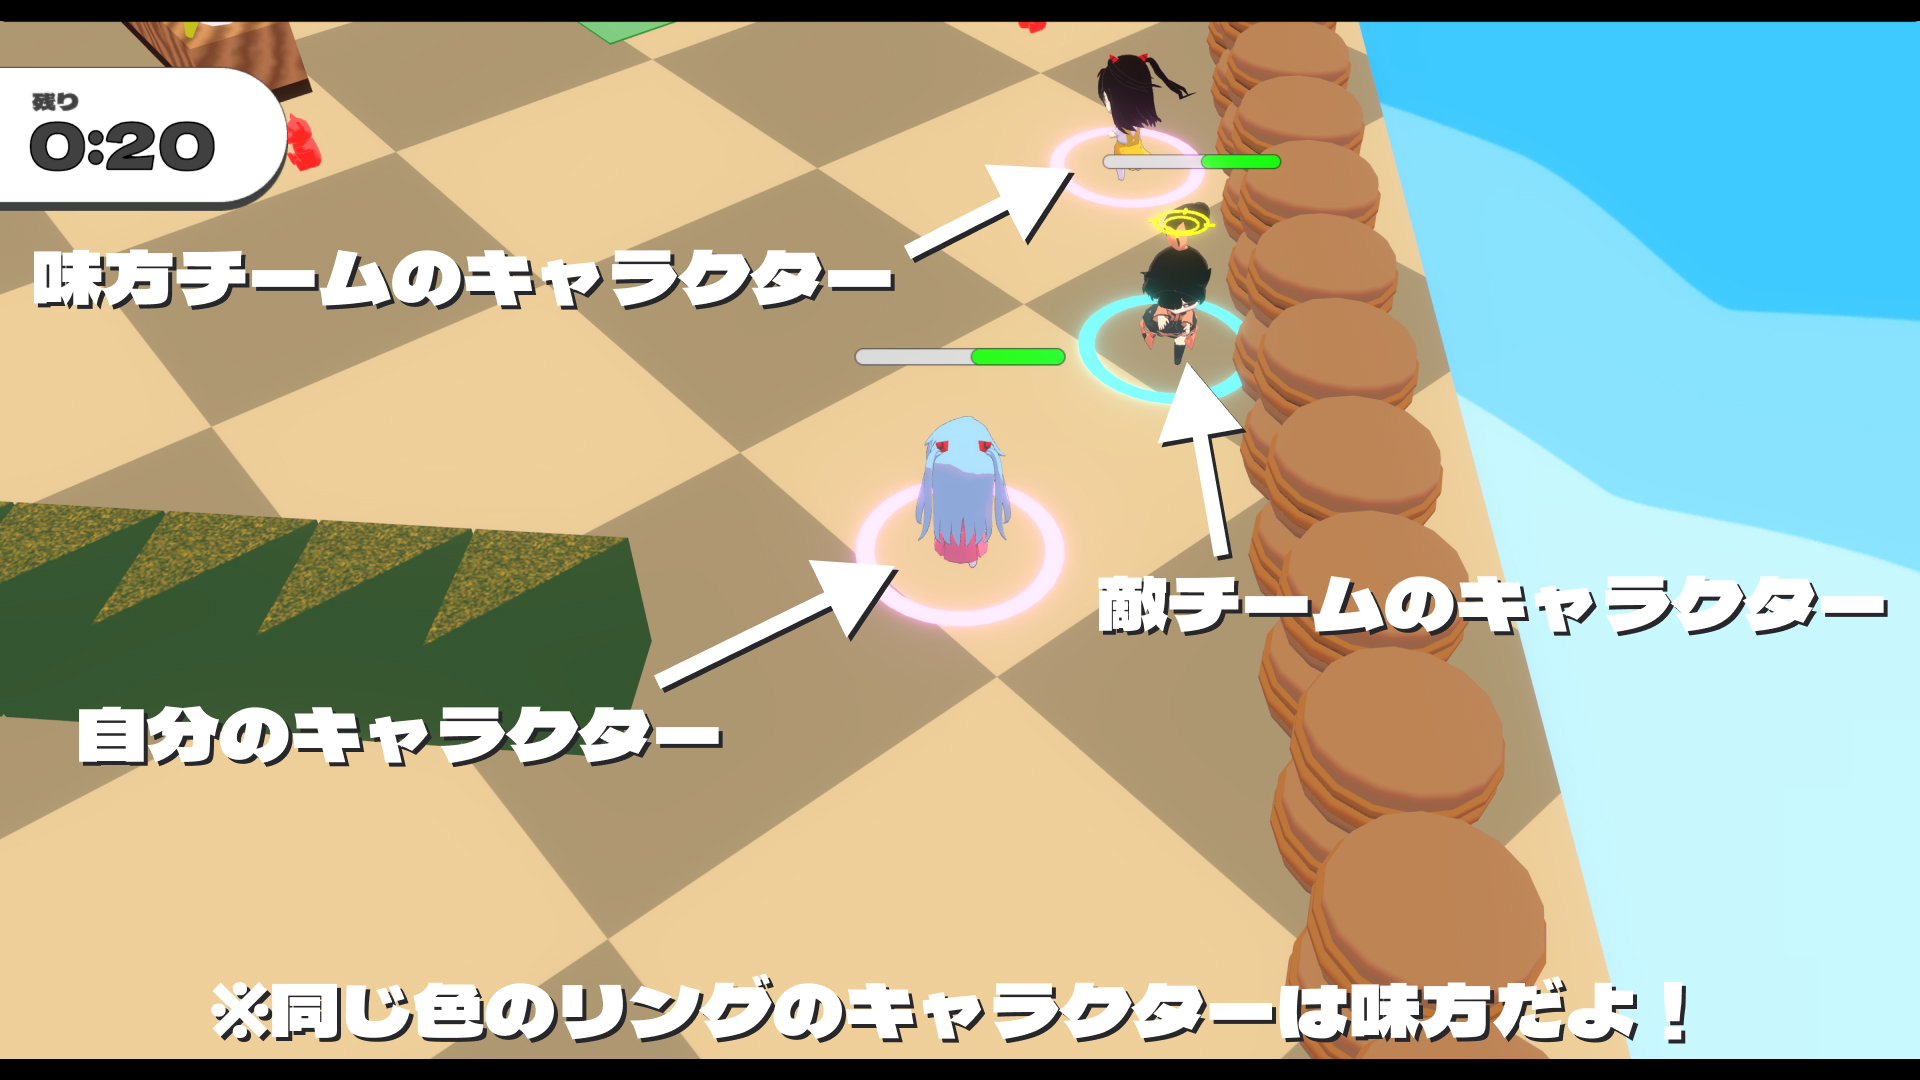 残り
0:20
味方チームのキャラクター
敵チームのキャラクター
自分のキャラクター
※同じ色のリングのキャラクターは味方だよ！